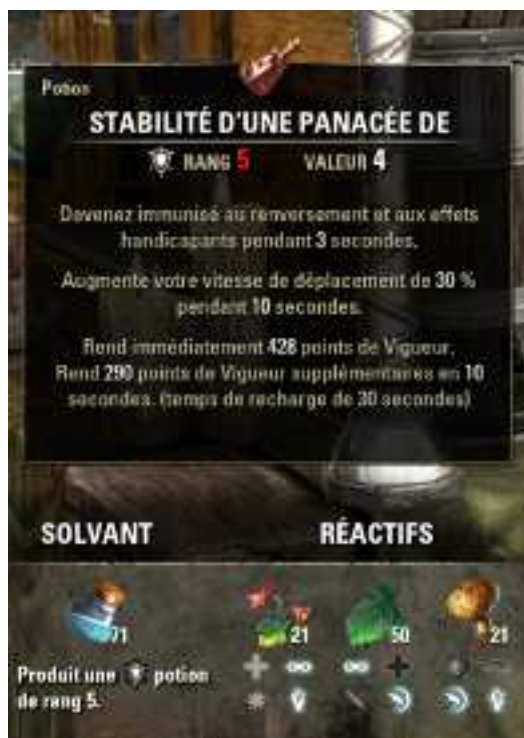 Potion
STABILITÉ D'UNE PANACÉE DE
RANG 5 VALEUR 4
Devenez immunisé au renversement et aux effets
handicapants pendant 3 secondes.
Augmente votre vitesse de déplacement de 30 %
pendant 10 secondes.
Rend immédiatement 428 points de Vigueur,
Rend 290 points de Vigueur supplémentaires en 10
secondes. (temps de recharge de 30 secondes)
SOLVANT RÉACTIFS
71 21 50 21
Produit une potion
de rang 5.